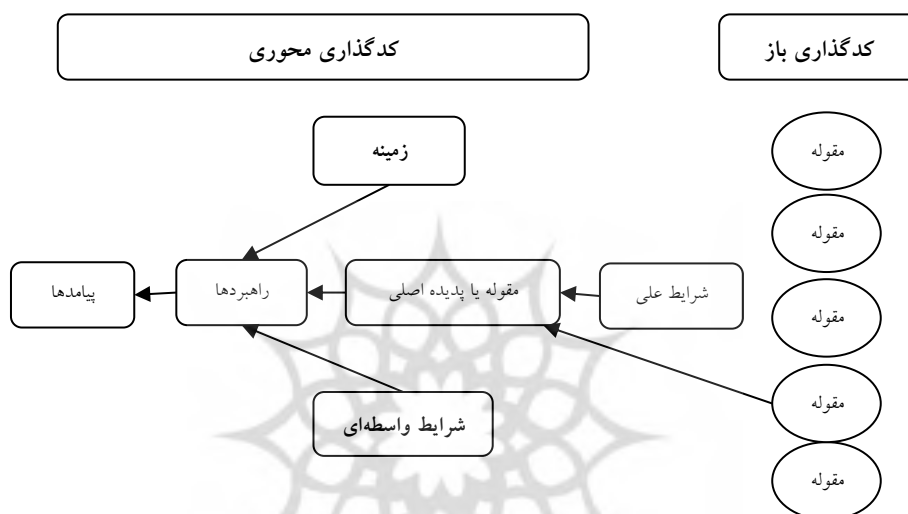 کدگذاری باز
کدگذاری محوری
مقوله
زمینه
مقوله
شرایط علی
مقوله یا پدیده اصلی
راهبردها
پیامدها
مقوله
مقوله
شرایط واسطه‌ای
مقوله